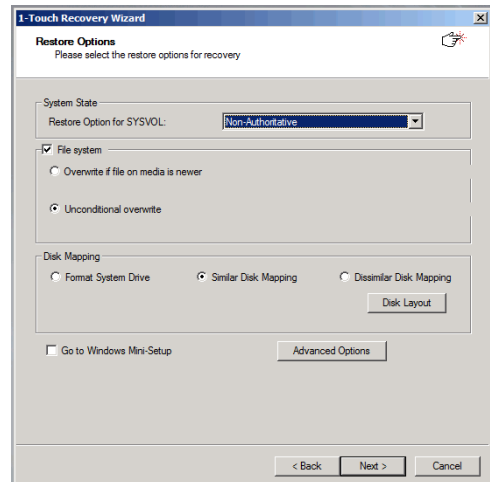 1-Touch Recovery Wizard
Restore Options
Please select the restore options for recovery
System State
Restore Option for SYSVOL: Non-Authoritative
File system
Overwrite if file on media is newer
Unconditional overwrite
Disk Mapping
Format System Drive Similar Disk Mapping Dissimilar Disk Mapping
Disk Layout
Go to Windows Mini-Setup Advanced Options
< Back Next > Cancel